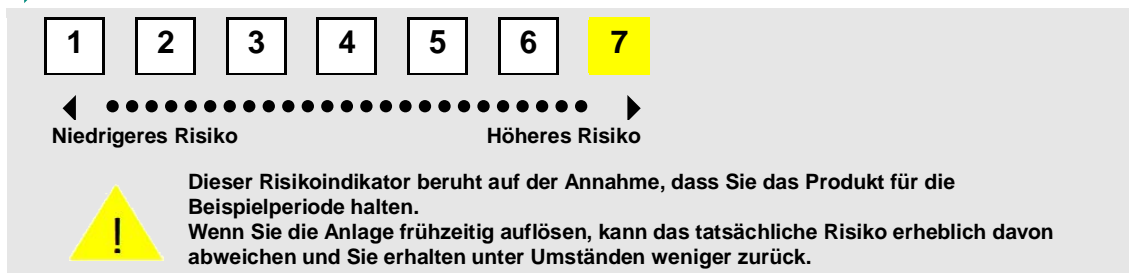 1 2 3 4 5 6 7
Niedrigeres Risiko Höheres Risiko
Dieser Risikoindikator beruht auf der Annahme, dass Sie das Produkt für die
Beispielperiode halten.
! Wenn Sie die Anlage frühzeitig auflösen, kann das tatsächliche Risiko erheblich davon
abweichen und Sie erhalten unter Umständen weniger zurück.